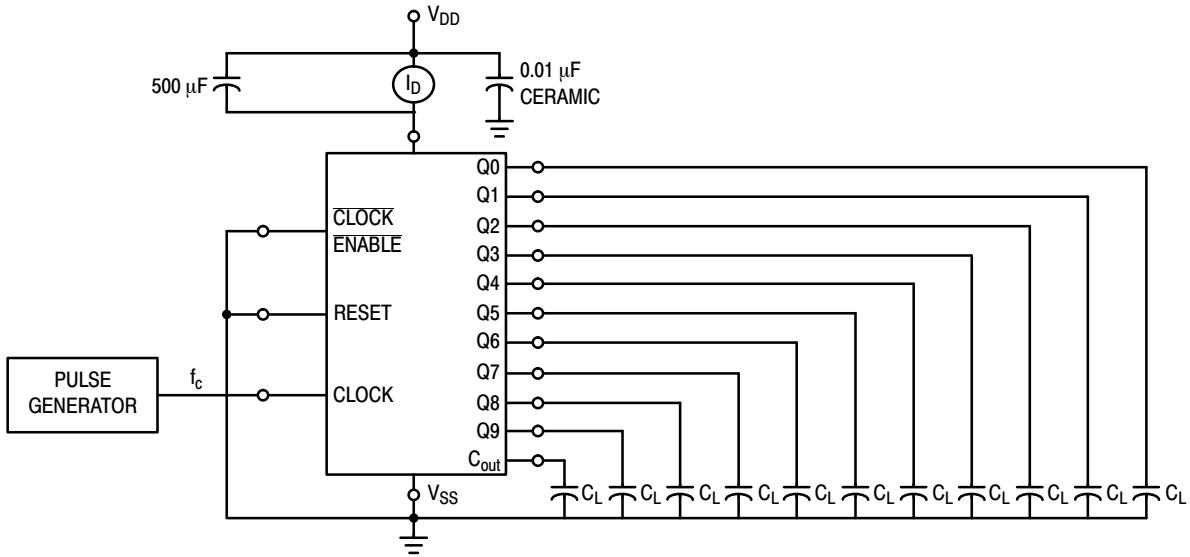 V_DD
500 μF
I_D
0.01 μF
CERAMIC
Q0
Q1
CLOCK
Q2
ENABLE
Q3
Q4
RESET
Q5
Q6
Q7
PULSE
GENERATOR
f_c
CLOCK
Q8
Q9
C_out
V_SS
C_L
C_L
C_L
C_L
C_L
C_L
C_L
C_L
C_L
C_L
C_L